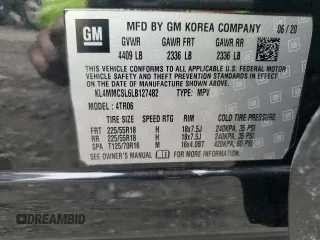 GM
MFD BY GM KOREA COMPANY 06/20
GVWR GAWR FRT GAWR RR
4409 LB 2336 LB 2336 LB
THIS VEHICLE CONFORMS TO ALL APPLICABLE U.S. FEDERAL MOTOR
VEHICLE SAFETY AND THEFT PREVENTION STANDARDS IN
EFFECT ON THE DATE OF MANUFACTURE SHOWN ABOVE.
KL4MMCSL6LB127482 TYPE: MPV
MODEL: 4TR06
TIRE SIZE SPEED RTG RIM COLD TIRE PRESSURE
FRT 225/55R18 H 18x7.5J 240KPA, 35 PSI
RR 225/55R18 H 18x7.5J 240KPA, 35 PSI
SPA T125/70R16 M 16x4.00BT 420KPA, 60 PSI
SEE OWNER'S MANUAL FOR ADDITIONAL INFORMATION
DREAMBID